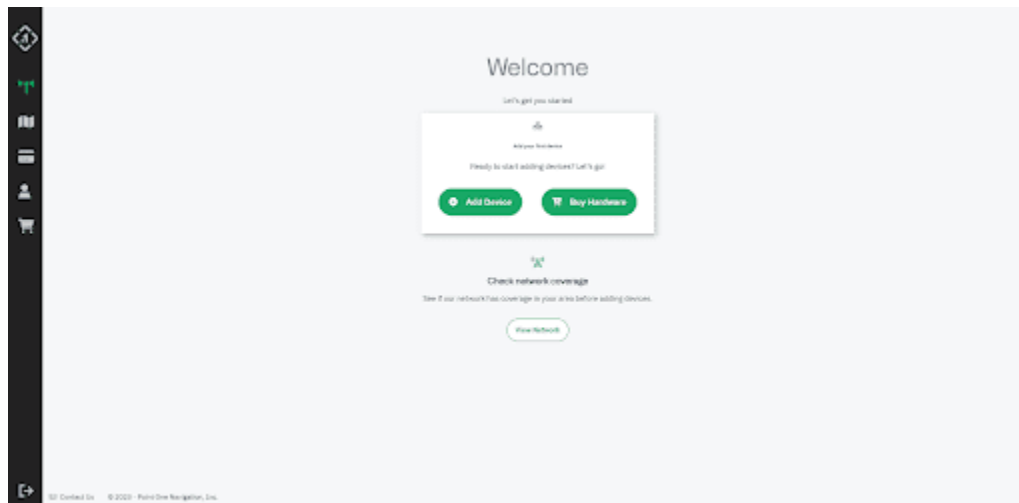 Welcome
Let's get you started
Add your first device
Ready to start adding devices? Let's go!
Add Device
Buy Hardware
Check network coverage
See if our network has coverage in your area before adding devices.
View Network
Contact Us © 2023 - Point One Navigation, Inc.